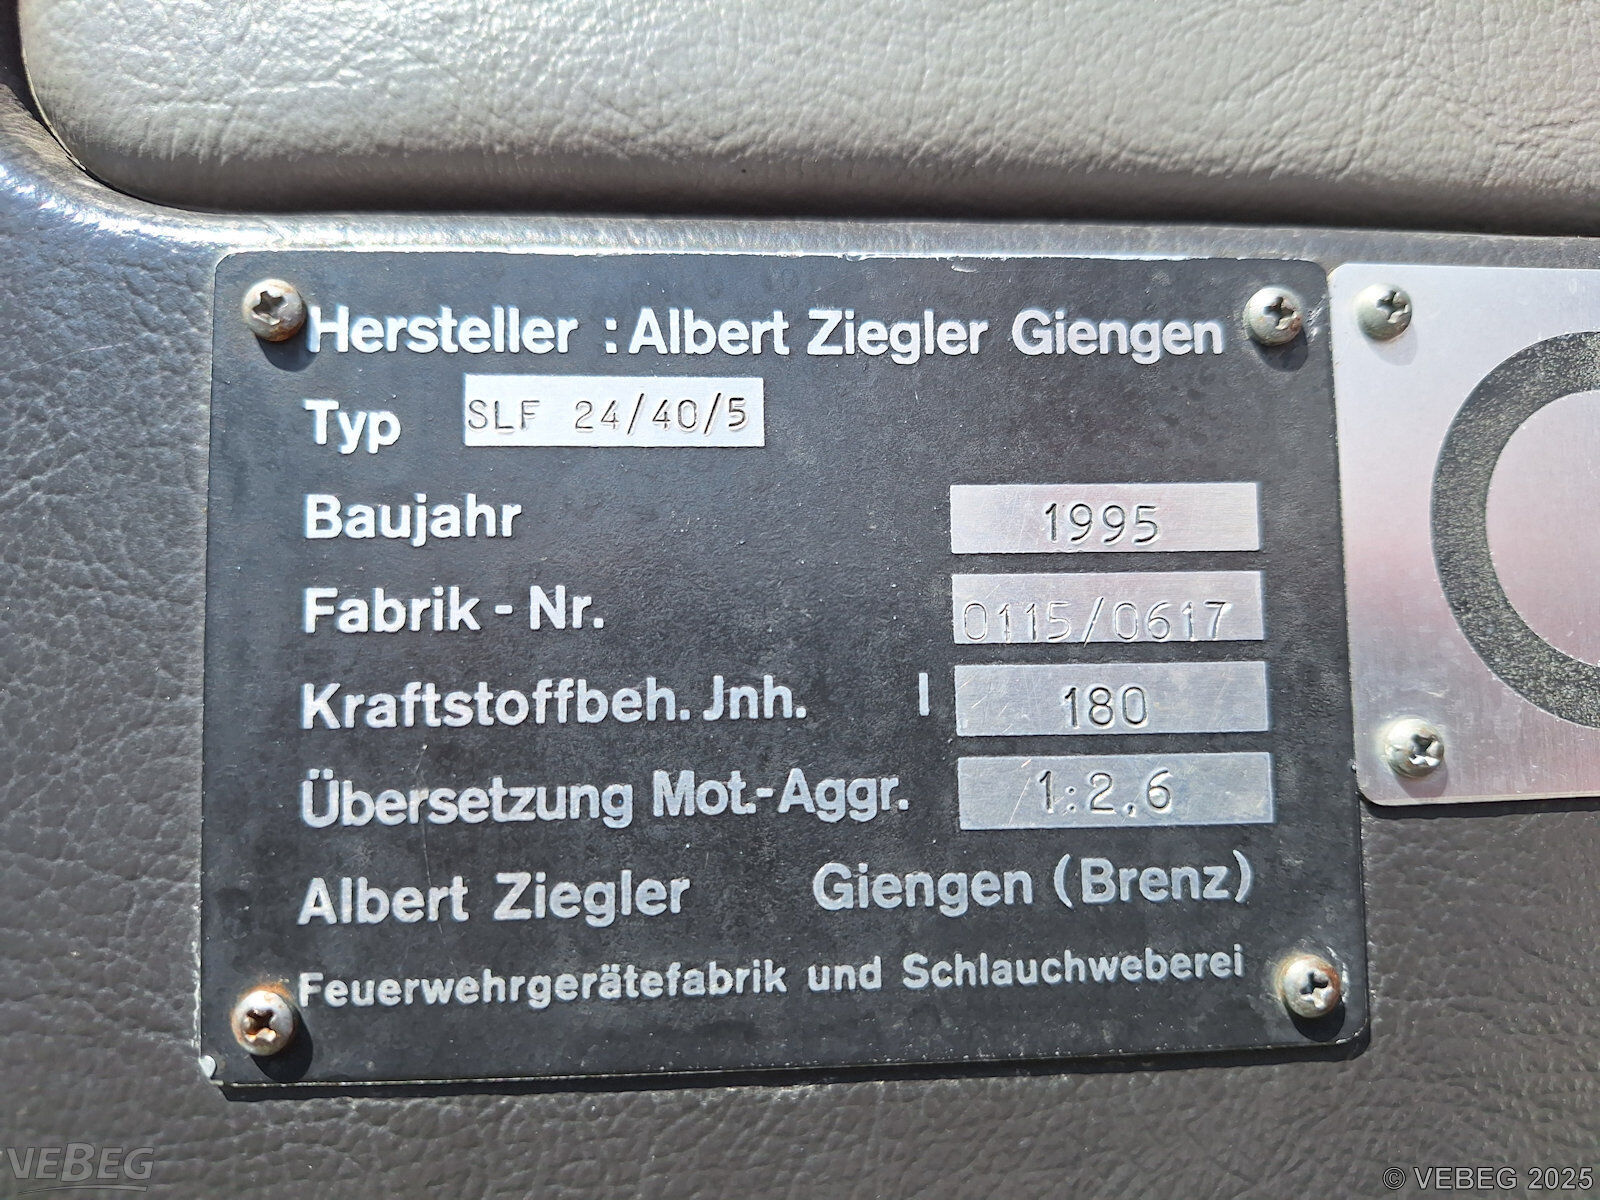 Hersteller : Albert Ziegler Giengen
Typ SLF 24/40/5
Baujahr 1995
Fabrik - Nr. 0115/0617
Kraftstoffbeh. Jnh. l 180
Übersetzung Mot.-Aggr. 1:2,6
Albert Ziegler Giengen (Brenz)
Feuerwehrgerätefabrik und Schlauchweberei
VEBEG
© VEBEG 2025